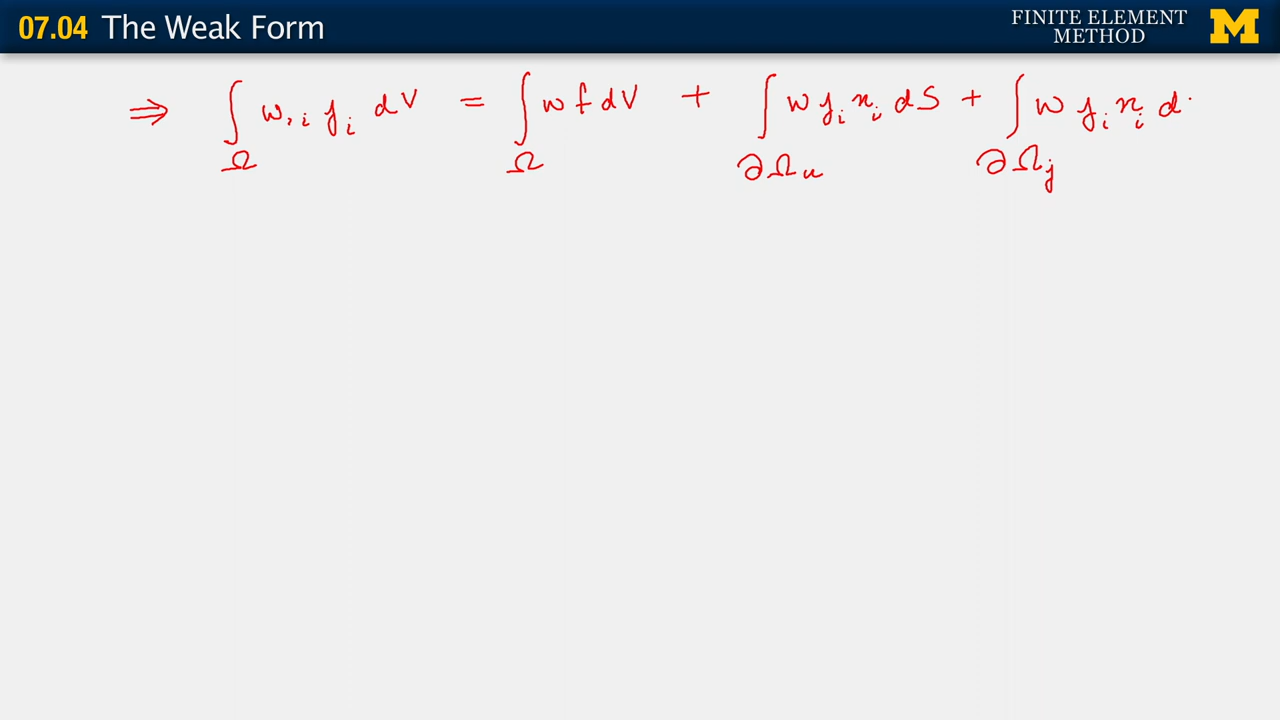 07.04 The Weak Form
FINITE ELEMENT
METHOD
M
⇒ ∫_Ω w,ᵢ jᵢ dV = ∫_Ω w f dV + ∫_∂Ωᵤ w jᵢ nᵢ dS + ∫_∂Ωⱼ w jᵢ nᵢ d